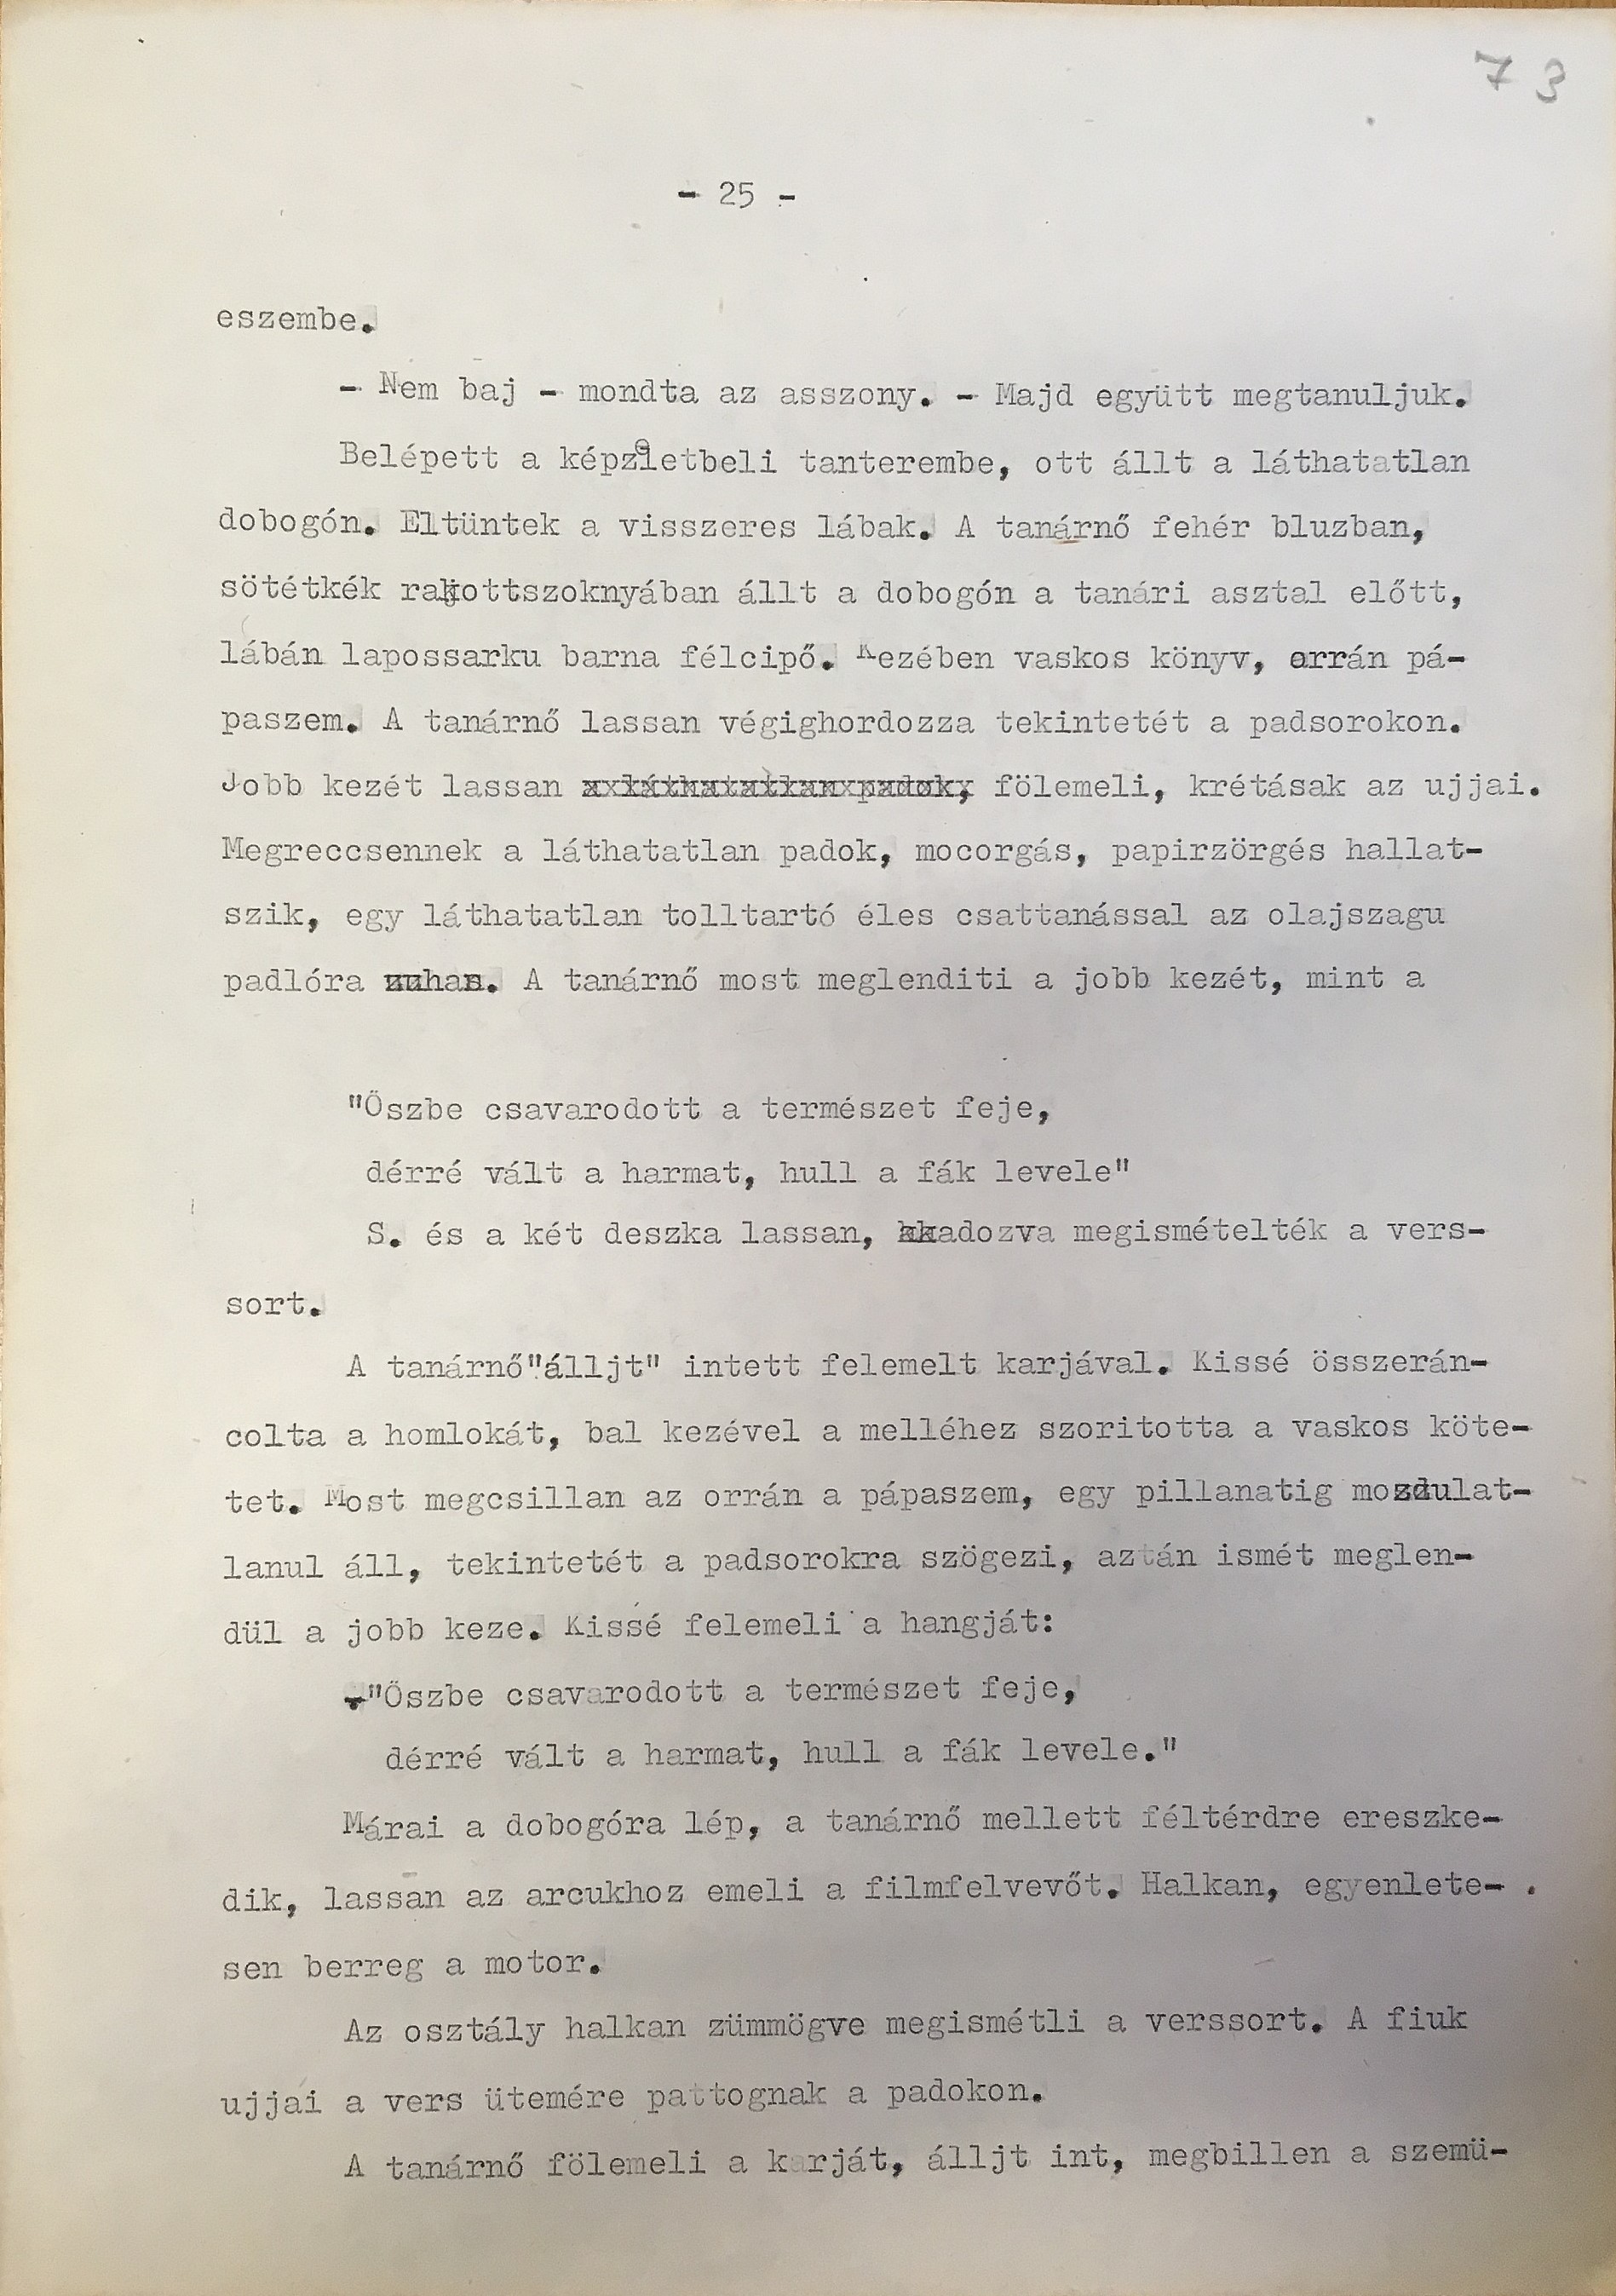 73
- 25 -
eszembe.
- Nem baj - mondta az asszony. - Majd együtt megtanuljuk.
Belépett a képzeletbeli tanterembe, ott állt a láthatatlan
dobogón. Eltüntek a visszeres lábak. A tanárnő fehér bluzban,
sötétkék rakottszoknyában állt a dobogón a tanári asztal előtt,
lábán lapossarku barna félcipő. Kezében vaskos könyv, orrán pá-
paszem. A tanárnő lassan végighordozza tekintetét a padsorokon.
Jobb kezét lassan fölemeli, krétásak az ujjai.
Megreccsennek a láthatatlan padok, mocorgás, papirzörgés hallat-
szik, egy láthatatlan tolltartó éles csattanással az olajszagu
padlóra zuhan. A tanárnő most meglenditi a jobb kezét, mint a
"Öszbe csavarodott a természet feje,
dérré vált a harmat, hull a fák levele"
S. és a két deszka lassan, akadozva megismételték a vers-
sort.
A tanárnő "álljt" intett felemelt karjával. Kissé összerán-
colta a homlokát, bal kezével a melléhez szoritotta a vaskos köte-
tet. Most megcsillan az orrán a pápaszem, egy pillanatig mozdulat-
lanul áll, tekintetét a padsorokra szögezi, aztán ismét meglen-
dül a jobb keze. Kissé felemeli a hangját:
"Öszbe csavarodott a természet feje,
dérré vált a harmat, hull a fák levele."
Márai a dobogóra lép, a tanárnő mellett féltérdre ereszke-
dik, lassan az arcukhoz emeli a filmfelvevőt. Halkan, egyenlete-
sen berreg a motor.
Az osztály halkan zümmögve megismétli a verssort. A fiuk
ujjai a vers ütemére pattognak a padokon.
A tanárnő fölemeli a karját, álljt int, megbillen a szemü-